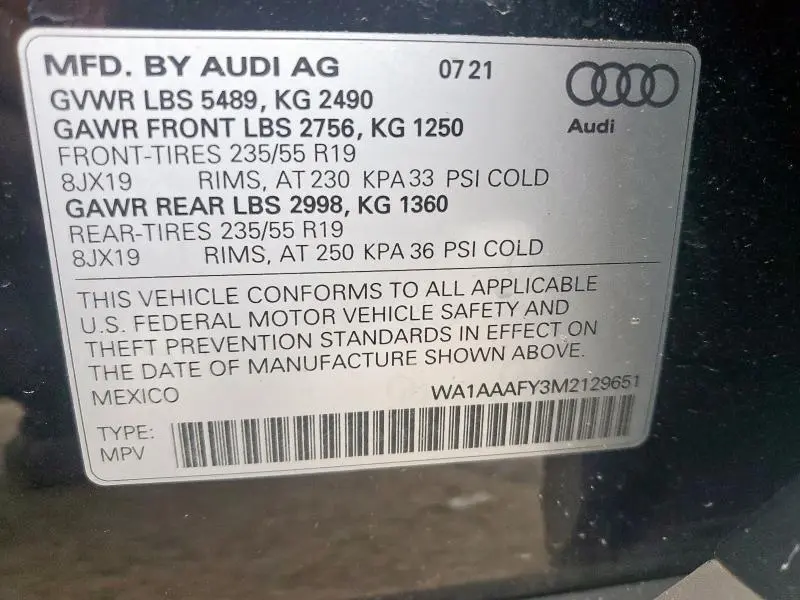 MFD. BY AUDI AG 07 21
Audi
GVWR LBS 5489, KG 2490
GAWR FRONT LBS 2756, KG 1250
FRONT-TIRES 235/55 R19
8JX19 RIMS, AT 230 KPA 33 PSI COLD
GAWR REAR LBS 2998, KG 1360
REAR-TIRES 235/55 R19
8JX19 RIMS, AT 250 KPA 36 PSI COLD
THIS VEHICLE CONFORMS TO ALL APPLICABLE
U.S. FEDERAL MOTOR VEHICLE SAFETY AND
THEFT PREVENTION STANDARDS IN EFFECT ON
THE DATE OF MANUFACTURE SHOWN ABOVE.
MEXICO WA1AAAFY3M2129651
TYPE:
MPV